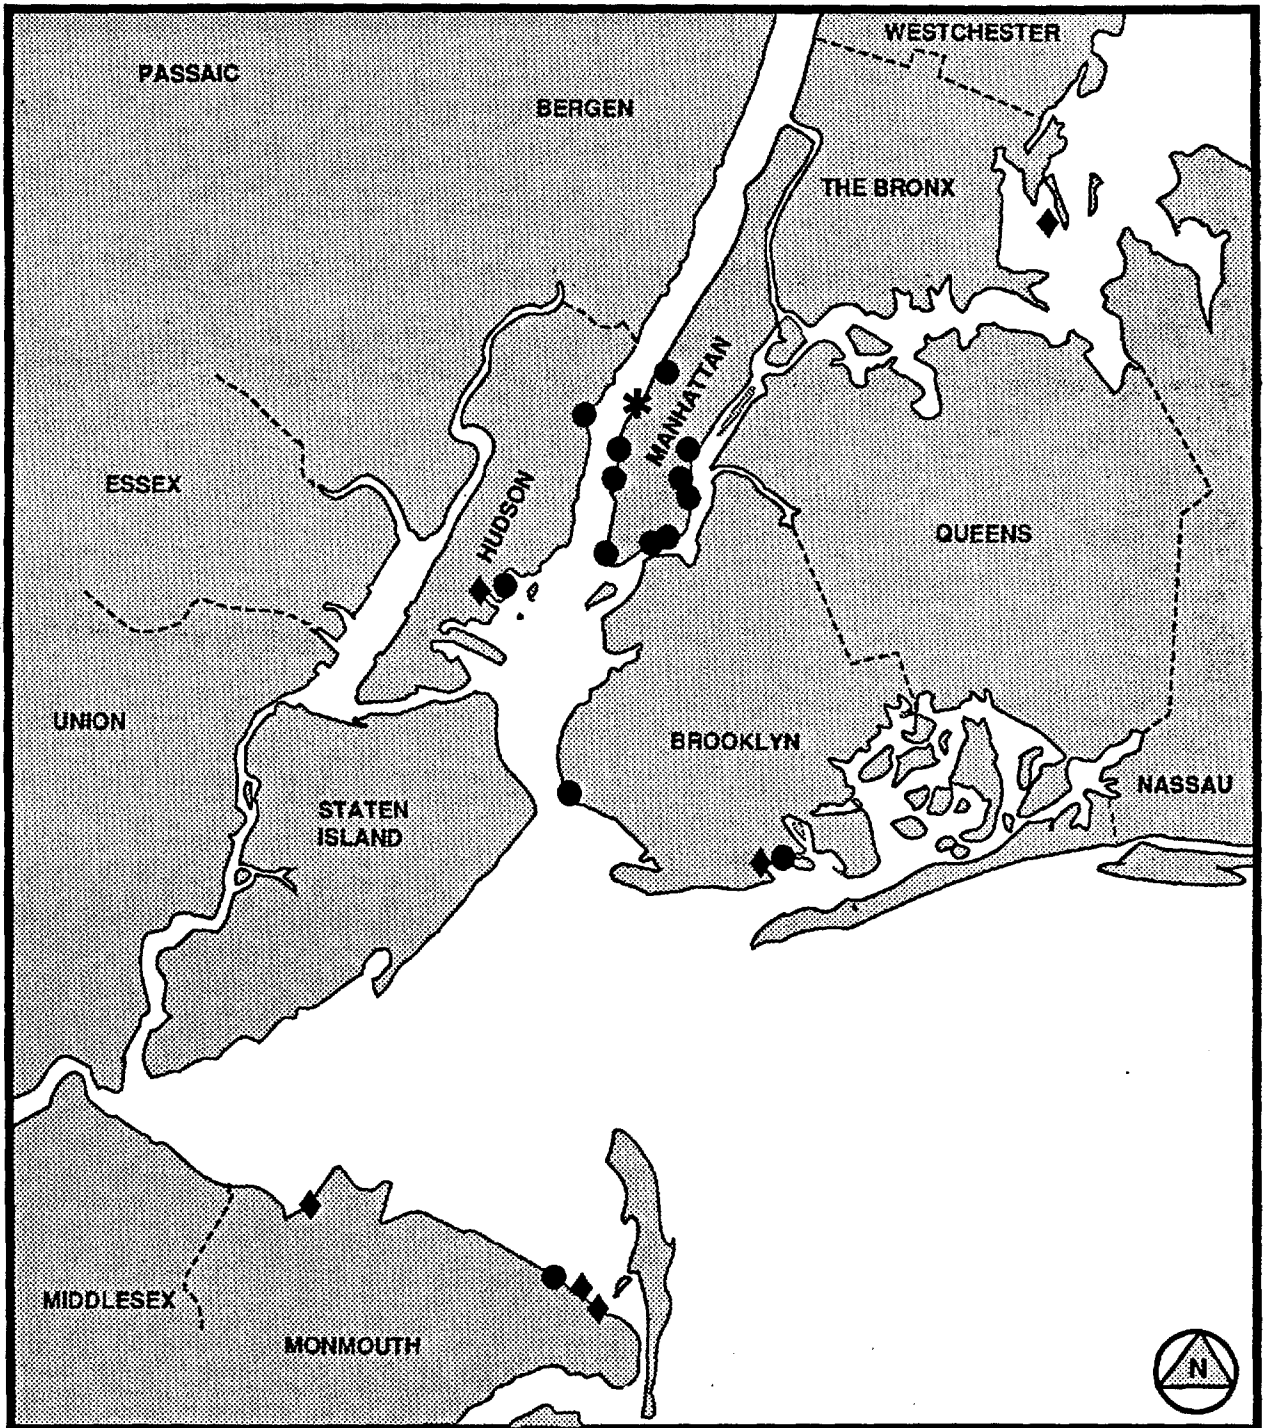 WESTCHESTER
PASSAIC
BERGEN
THE BRONX
MANHATTAN
ESSEX
HUDSON
QUEENS
UNION
BROOKLYN
NASSAU
STATEN
ISLAND
MIDDLESEX
MONMOUTH
N